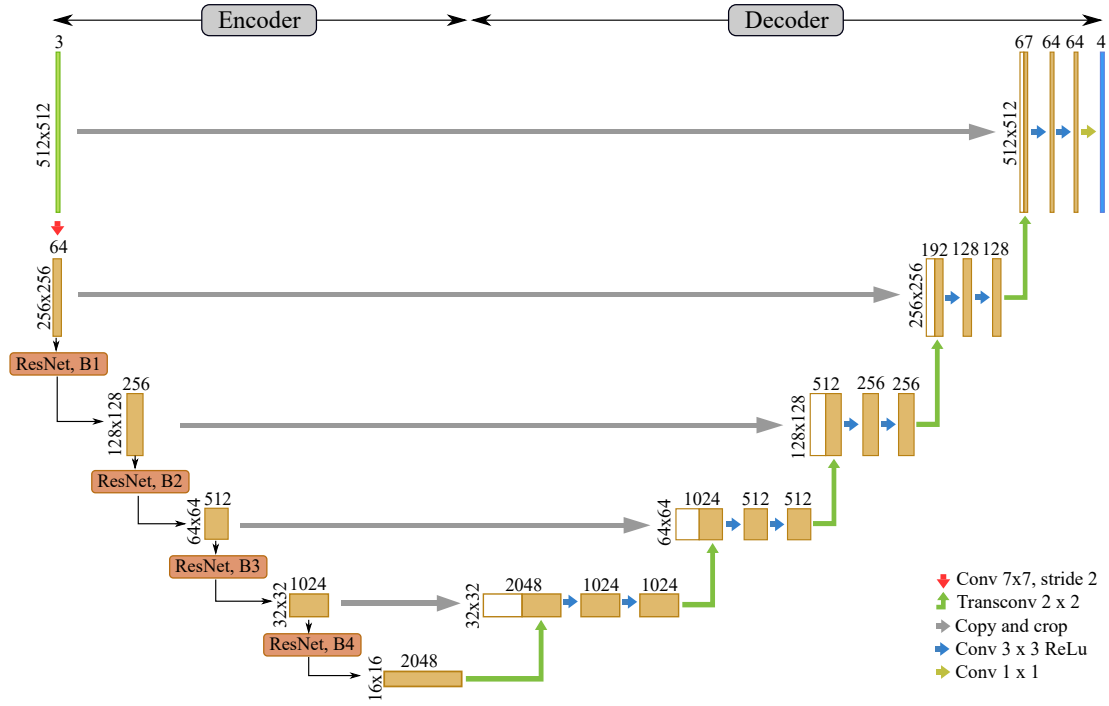 Encoder
Decoder
3
67
64
64
4
512x512
512x512
64
192
128
128
256x256
256x256
ResNet, B1
256
512
256
256
128x128
128x128
ResNet, B2
512
1024
512
512
64x64
64x64
ResNet, B3
1024
2048
1024
1024
32x32
32x32
ResNet, B4
2048
16x16
Conv 7x7, stride 2
Transconv 2 x 2
Copy and crop
Conv 3 x 3 ReLu
Conv 1 x 1